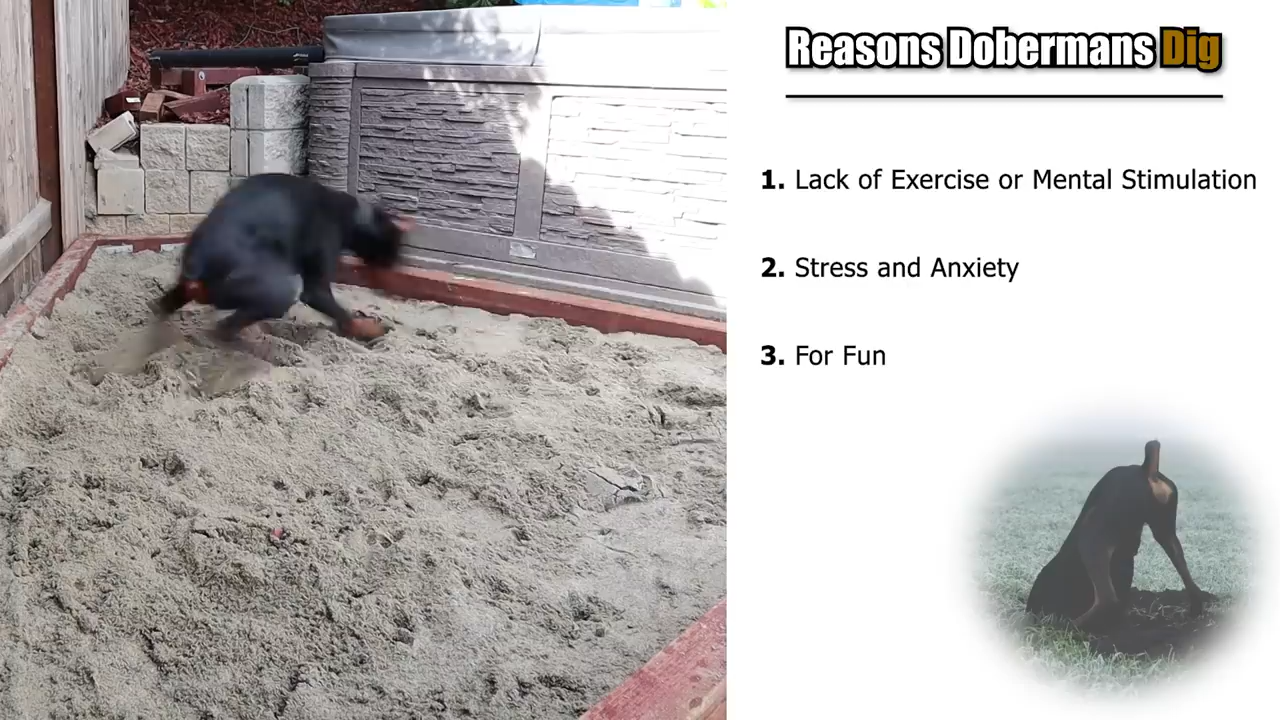 Reasons Dobermans Dig
1. Lack of Exercise or Mental Stimulation
2. Stress and Anxiety
3. For Fun